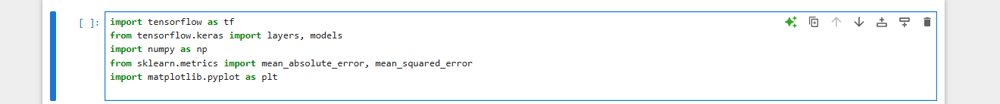 [ ]: import tensorflow as tf
from tensorflow.keras import layers, models
import numpy as np
from sklearn.metrics import mean_absolute_error, mean_squared_error
import matplotlib.pyplot as plt